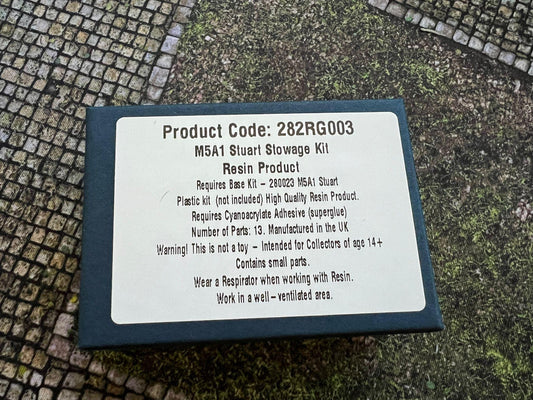 Product Code: 282RG003
M5A1 Stuart Stowage Kit
Resin Product
Requires Base Kit – 280023 M5A1 Stuart
Plastic kit (not included) High Quality Resin Product.
Requires Cyanoacrylate Adhesive (superglue)
Number of Parts: 13. Manufactured in the UK
Warning! This is not a toy – Intended for Collectors of age 14+
Contains small parts.
Wear a Respirator when working with Resin.
Work in a well–ventilated area.